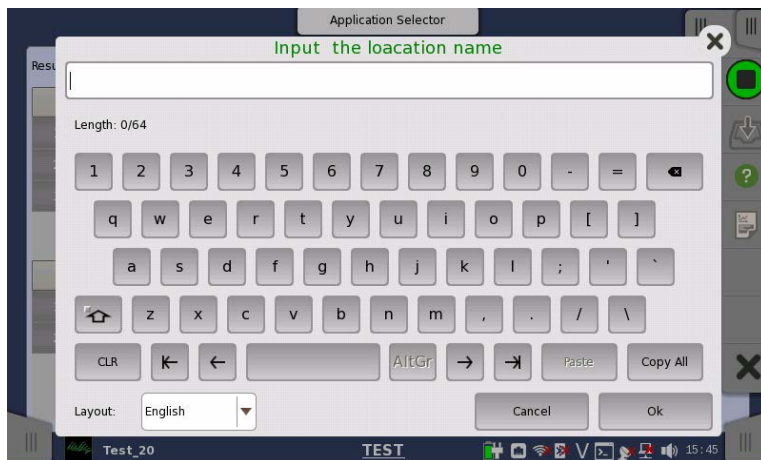 Application Selector
Input the loacation name
Resu
Length: 0/64
1 2 3 4 5 6 7 8 9 0 - =
q w e r t y u i o p [ ]
a s d f g h j k l ; ' `
z x c v b n m , . / \
CLR AltGr Paste Copy All
Layout: English Cancel Ok
Test_20 TEST 15:45